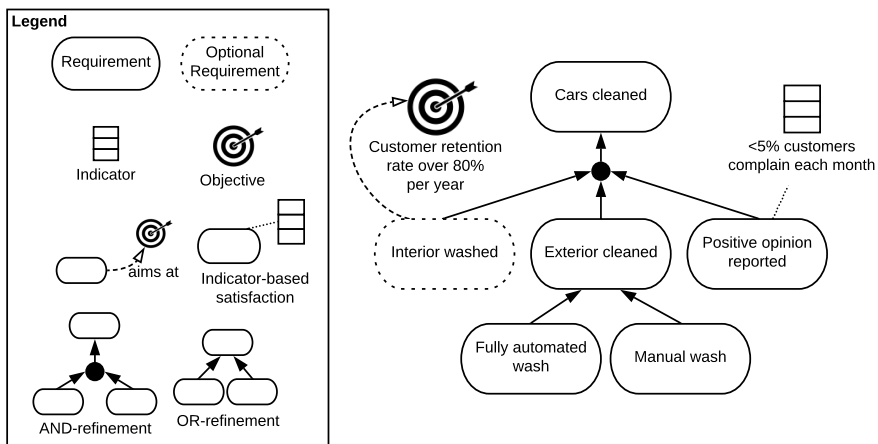 Legend
Requirement
Optional
Requirement
Indicator
Objective
aims at
Indicator-based
satisfaction
AND-refinement
OR-refinement
Cars cleaned
Customer retention
rate over 80%
per year
<5% customers
complain each month
Interior washed
Exterior cleaned
Positive opinion
reported
Fully automated
wash
Manual wash